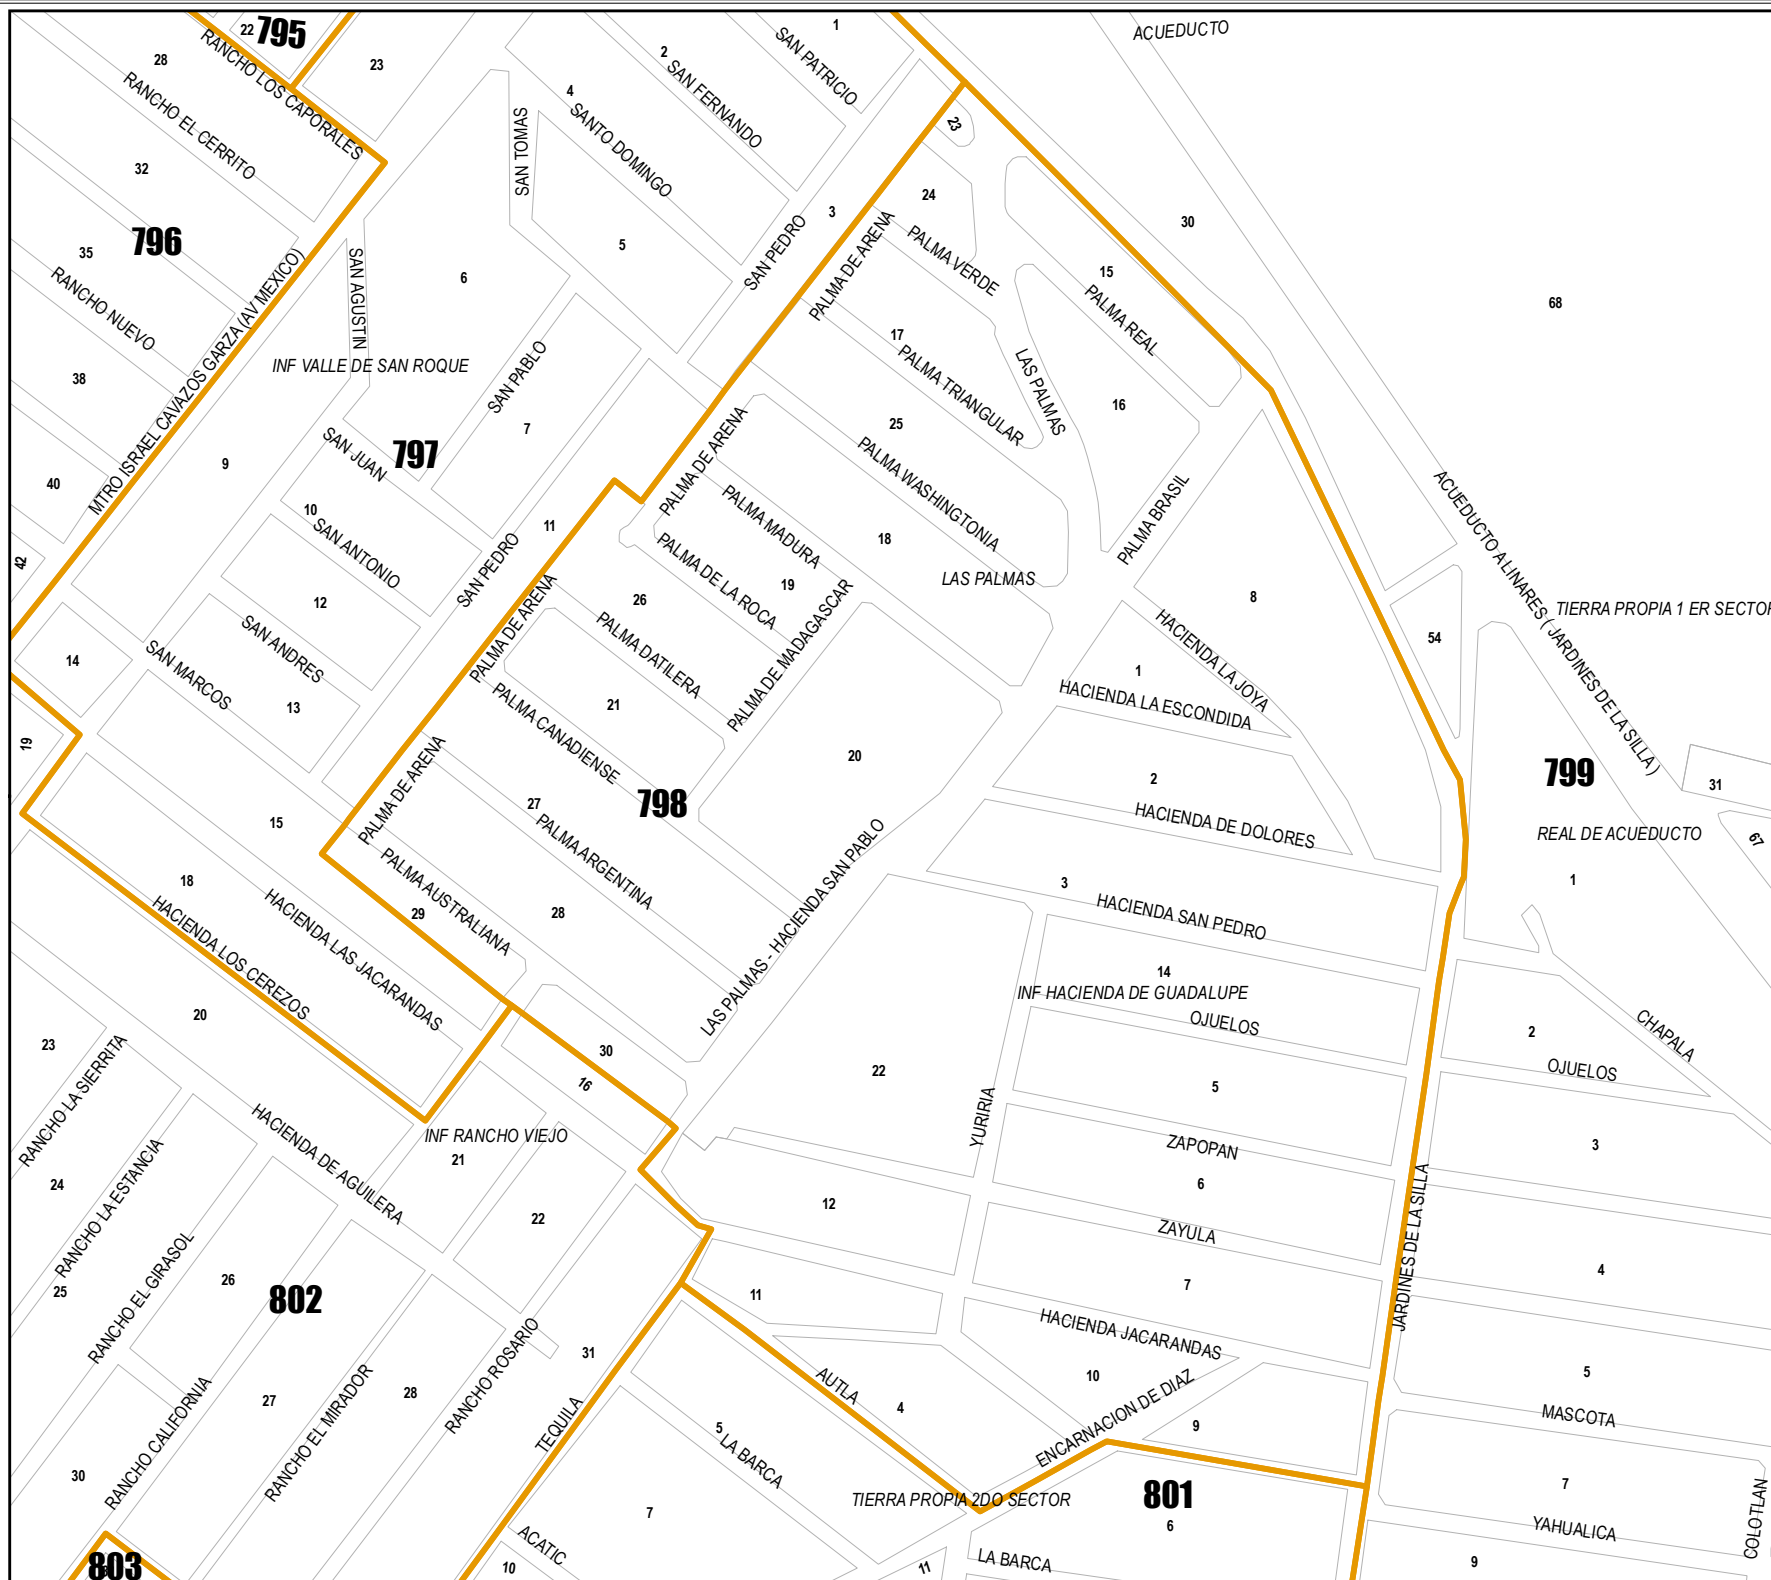 ACUEDUCTO
1
22
795
RANCHO LOS CAPORALES
23
28
RANCHO EL CERRITO
2
SAN PATRICIO
SAN FERNANDO
4
SANTO DOMINGO
SAN TOMAS
23
32
24
3
30
796
35
RANCHO NUEVO
5
SAN PEDRO
PALMA DE ARENA
PALMA VERDE
15
PALMA REAL
68
6
SAN AGUSTIN
MTRO ISRAEL CAVAZOS GARZA (AV MEXICO)
INF VALLE DE SAN ROQUE
17
PALMA TRIANGULAR
LAS PALMAS
16
38
SAN PABLO
7
797
SAN JUAN
9
40
42
25
PALMA DE ARENA
PALMA WASHINGTONIA
PALMA BRASIL
10
SAN ANTONIO
11
SAN PEDRO
PALMA MADURA
18
PALMA DE LA ROCA
19
LAS PALMAS
ACUEDUCTO A LINARES ( JARDINES DE LA SILLA )
TIERRA PROPIA 1 ER SECTOR
8
54
12
SAN ANDRES
26
PALMA DATILERA
PALMA DE MADAGASCAR
PALMA DE ARENA
HACIENDA LA JOYA
14
SAN MARCOS
13
PALMA CANADIENSE
21
1
HACIENDA LA ESCONDIDA
19
20
2
799
31
PALMA DE ARENA
27
798
PALMA ARGENTINA
HACIENDA DE DOLORES
REAL DE ACUEDUCTO
67
15
PALMA AUSTRALIANA
LAS PALMAS - HACIENDA SAN PABLO
18
HACIENDA LAS JACARANDAS
HACIENDA LOS CEREZOS
29
28
3
HACIENDA SAN PEDRO
1
14
INF HACIENDA DE GUADALUPE
OJUELOS
20
23
RANCHO LA SIERRITA
30
16
22
2
CHAPALA
OJUELOS
5
YURIRIA
HACIENDA DE AGUILERA
INF RANCHO VIEJO
21
ZAPOPAN
3
24
RANCHO LA ESTANCIA
6
12
22
ZAYULA
JARDINES DE LA SILLA
RANCHO EL GIRASOL
25
26
802
4
7
11
HACIENDA JACARANDAS
RANCHO ROSARIO
31
27
RANCHO EL MIRADOR
28
RANCHO CALIFORNIA
AUTLA
4
10
ENCARNACION DE DIAZ
5
MASCOTA
TEQUILA
5
LA BARCA
9
30
TIERRA PROPIA 2DO SECTOR
801
7
7
6
YAHUALICA
COLOTLAN
803
ACATIC
10
11
LA BARCA
9